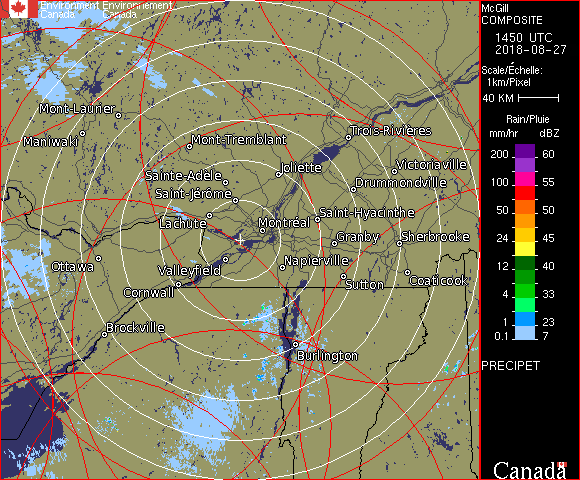 Environment Environnement
Canada Canada
McGill
COMPOSITE
1450 UTC
2018-08-27
Scale/Échelle:
1km/Pixel
40 KM
Rain/Pluie
mm/hr dBZ
200 60
192 55
100 55
50 50
24 45
12 40
4 33
1 23
0.1 7
PRECIPET
Canada
Mont-Laurier
Maniwaki
Mont-Tremblant
Trois-Rivières
Sainte-Adèle
Joliette
Victoriaville
Saint-Jérôme
Drummondville
Lachute
Montréal
Saint-Hyacinthe
Granby
Sherbrooke
Ottawa
Valleyfield
Napierville
Cornwall
Sutton
Coaticook
Brockville
Burlington